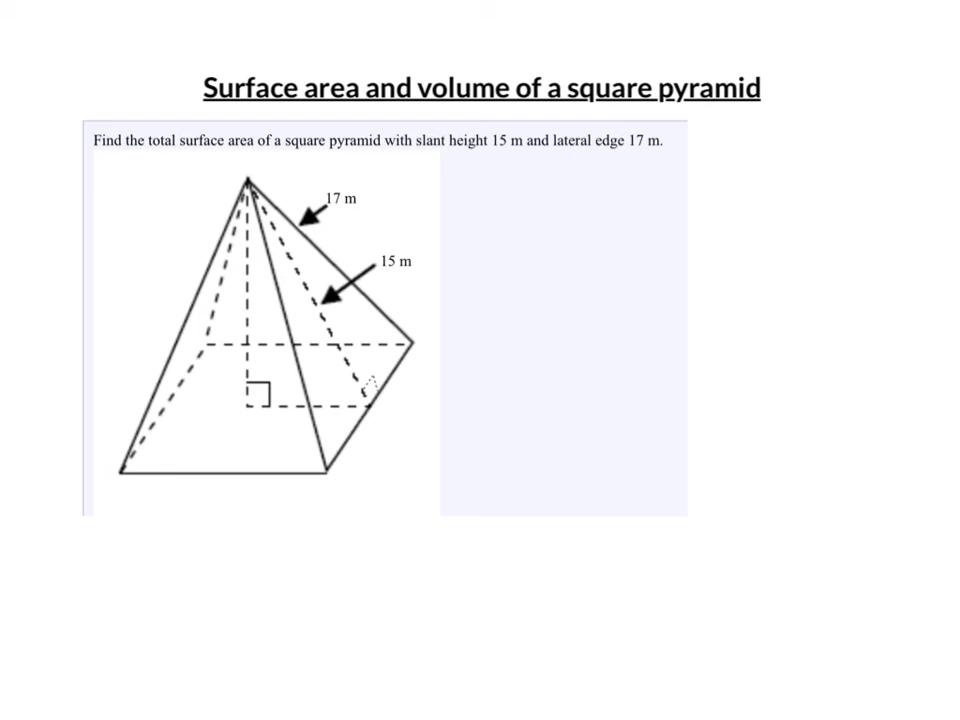 Surface area and volume of a square pyramid
Find the total surface area of a square pyramid with slant height 15 m and lateral edge 17 m.
17 m
15 m